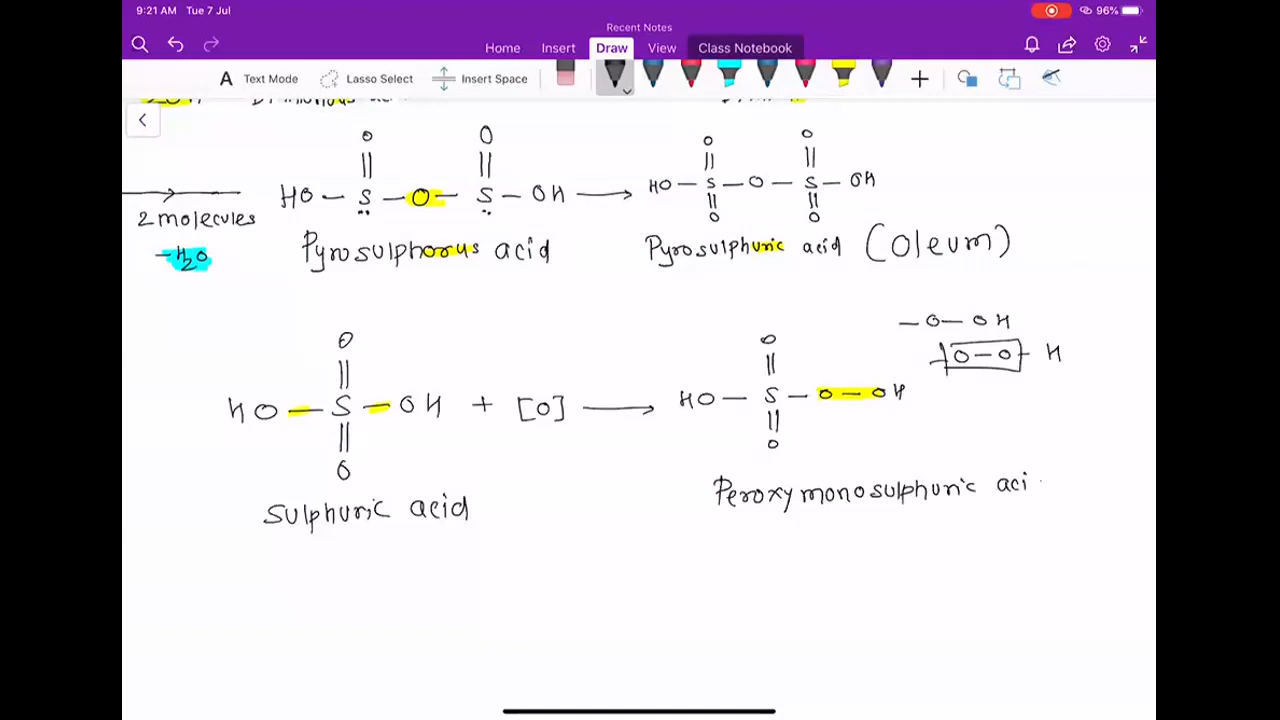 9:21 AM Tue 7 Jul
96%
Recent Notes
Home Insert Draw View Class Notebook
A Text Mode Lasso Select Insert Space
O O O O
HO – S – O – S – OH → HO – S – O – S – OH
O O
2 molecules
-H2O
Pyrosulphorus acid
Pyrosulphuric acid (Oleum)
– O – OH
O – O – H
O O
HO – S – OH + [O] → HO – S – O – OH
O O
Sulphuric acid
Peroxymonosulphuric aci